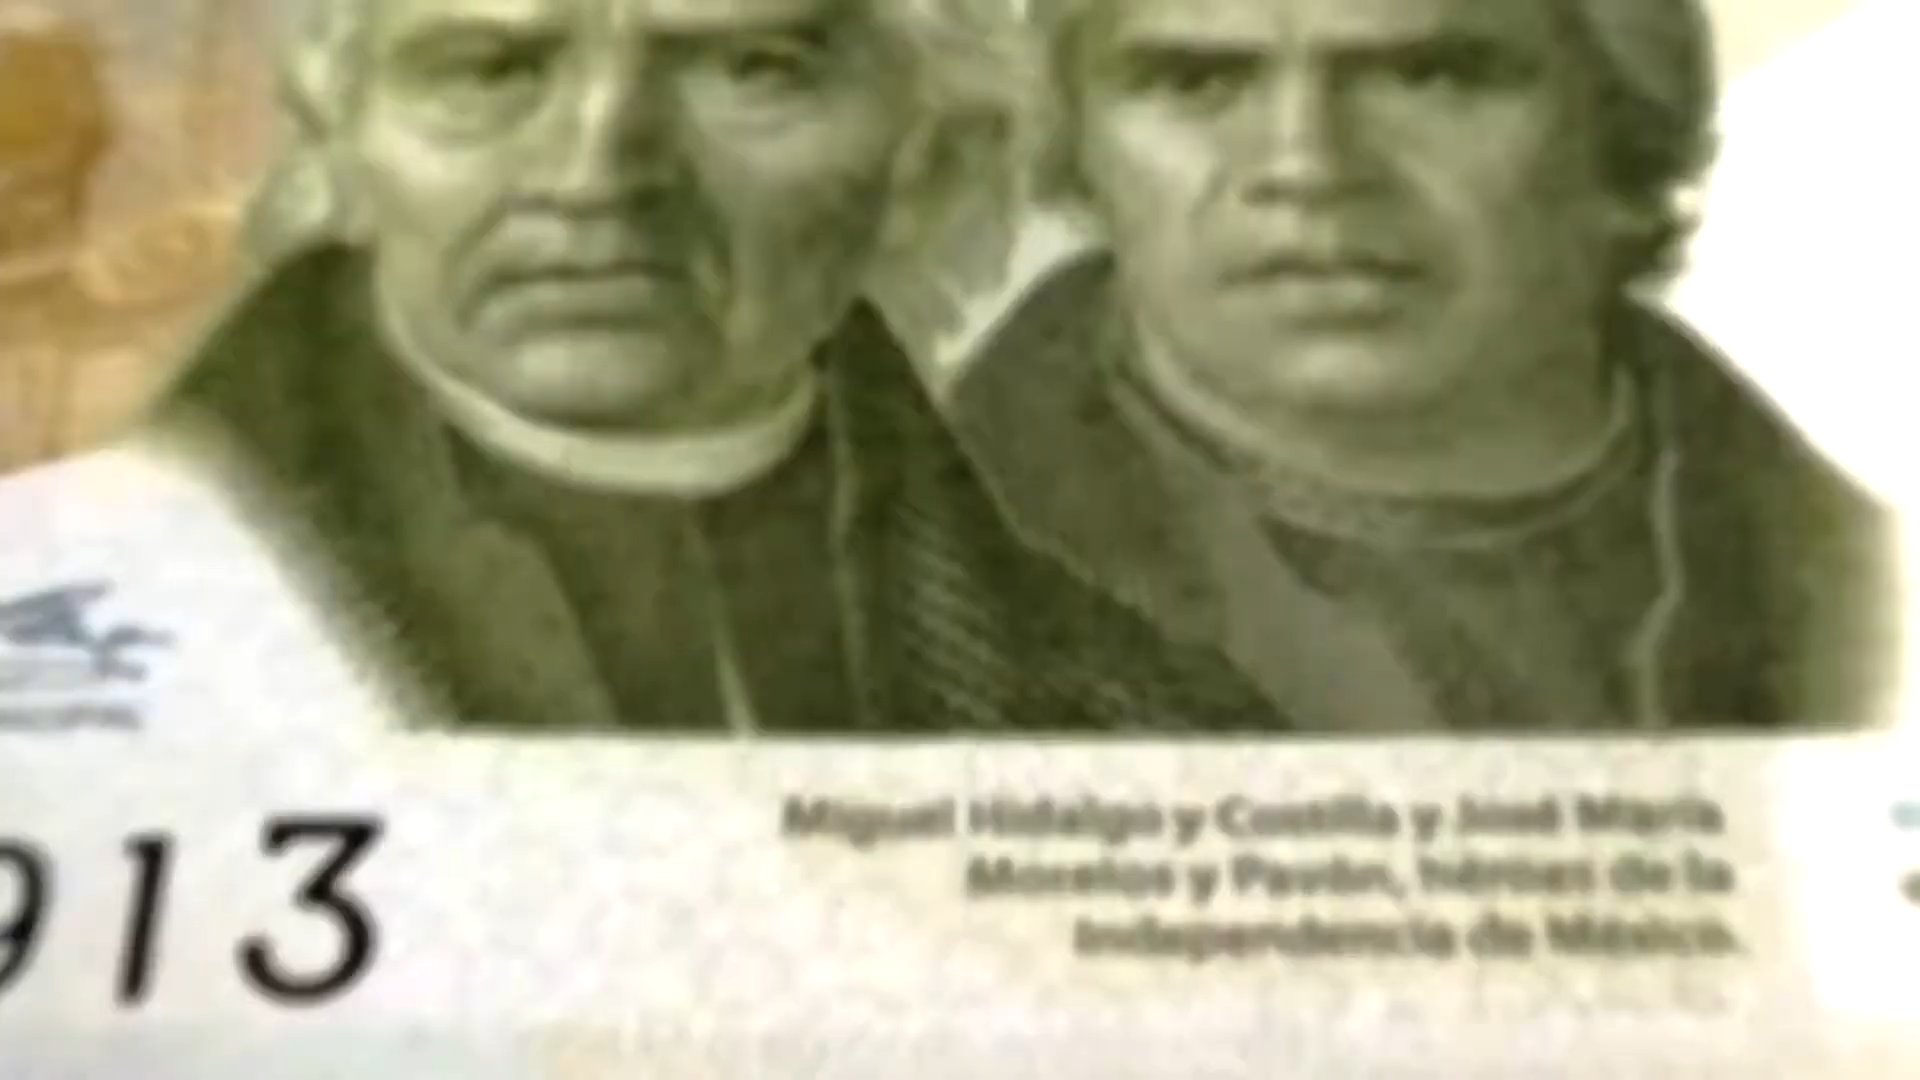 913
Miguel Hidalgo y Costilla y José María
Morelos y Pavón, héroes de la
Independencia de México.